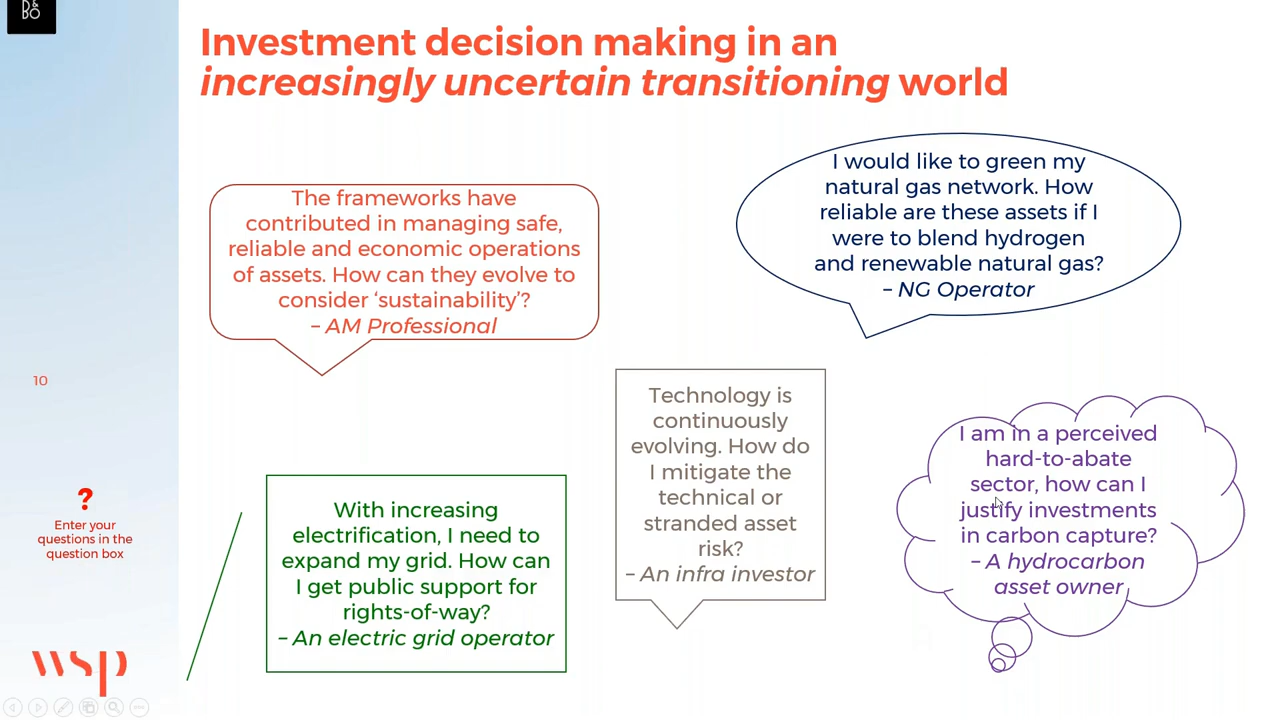 B&
BO
Investment decision making in an
increasingly uncertain transitioning world
The frameworks have
contributed in managing safe,
reliable and economic operations
of assets. How can they evolve to
consider ‘sustainability’?
– AM Professional
I would like to green my
natural gas network. How
reliable are these assets if I
were to blend hydrogen
and renewable natural gas?
– NG Operator
Technology is
continuously
evolving. How do
I mitigate the
technical or
stranded asset
risk?
– An infra investor
I am in a perceived
hard-to-abate
sector, how can I
justify investments
in carbon capture?
– A hydrocarbon
asset owner
With increasing
electrification, I need to
expand my grid. How can
I get public support for
rights-of-way?
– An electric grid operator
10
?
Enter your
questions in the
question box
wsp